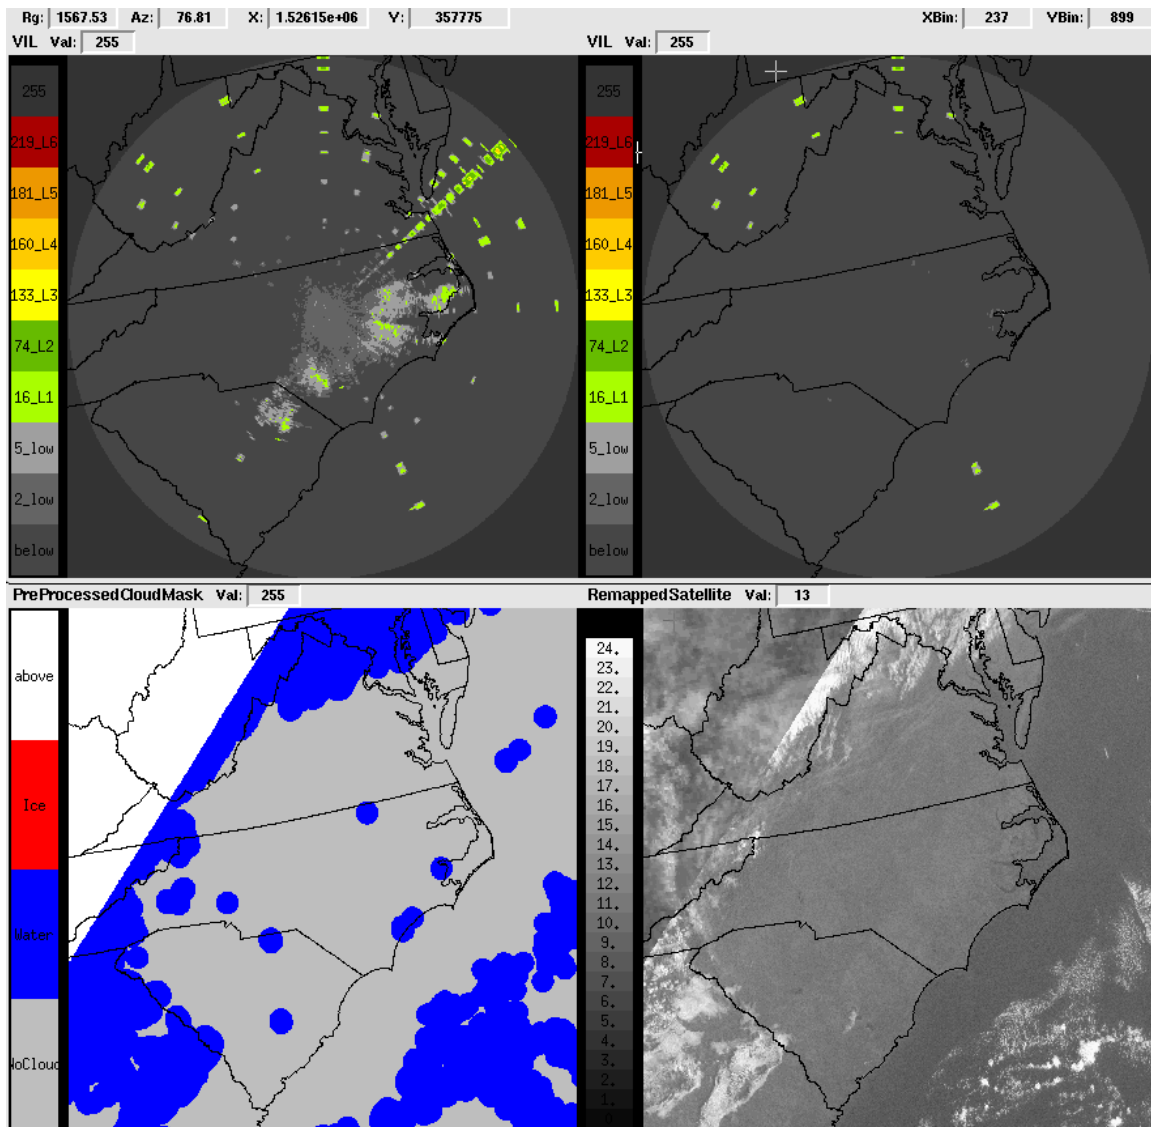 Rg: 1567.53 Az: 76.81 X: 1.52615e+06 Y: 357775 XBin: 237 YBin: 899
VIL Val: 255 VIL Val: 255
255 255
219_L6 219_L6
181_L5 181_L5
160_L4 160_L4
133_L3 133_L3
74_L2 74_L2
16_L1 16_L1
5_low 5_low
2_low 2_low
below below
PreProcessedCloudMask Val: 255 RemappedSatellite Val: 13
above
Ice
Water
NoCloud
24.
23.
22.
21.
20.
19.
18.
17.
16.
15.
14.
13.
12.
11.
10.
9.
8.
7.
6.
5.
4.
3.
2.
1.
0